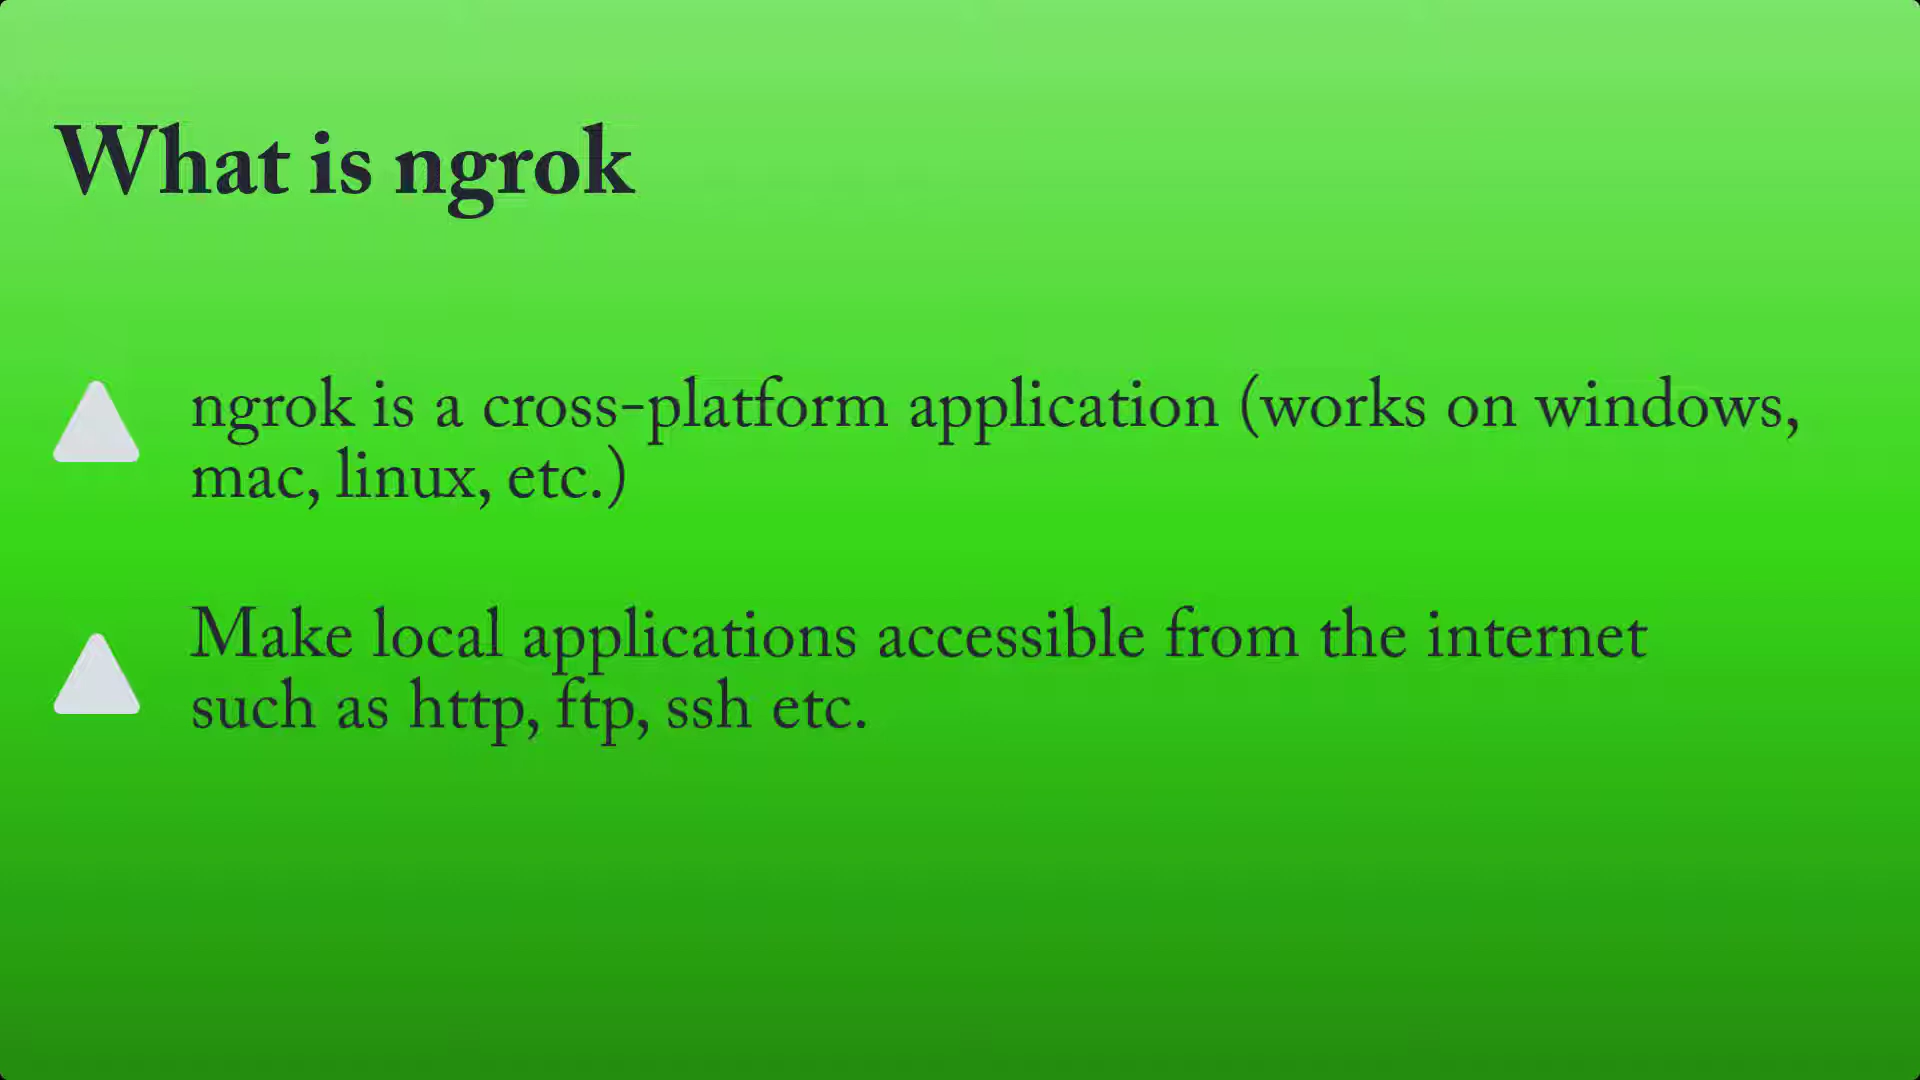 What is ngrok
ngrok is a cross-platform application (works on windows,
mac, linux, etc.)
Make local applications accessible from the internet
such as http, ftp, ssh etc.